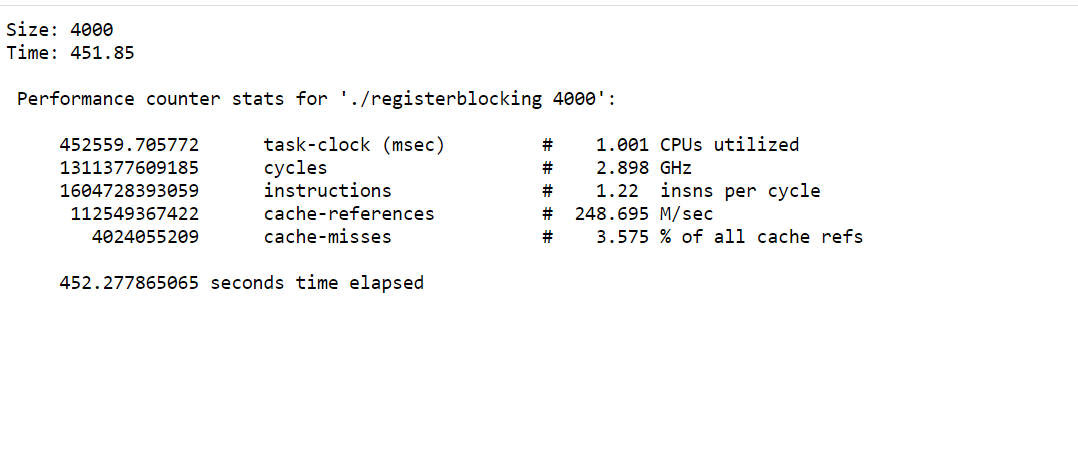 Size: 4000
Time: 451.85
Performance counter stats for './registerblocking 4000':
452559.705772 task-clock (msec) # 1.001 CPUs utilized
1311377609185 cycles # 2.898 GHz
1604728393059 instructions # 1.22 insns per cycle
112549367422 cache-references # 248.695 M/sec
4024055209 cache-misses # 3.575 % of all cache refs
452.277865065 seconds time elapsed